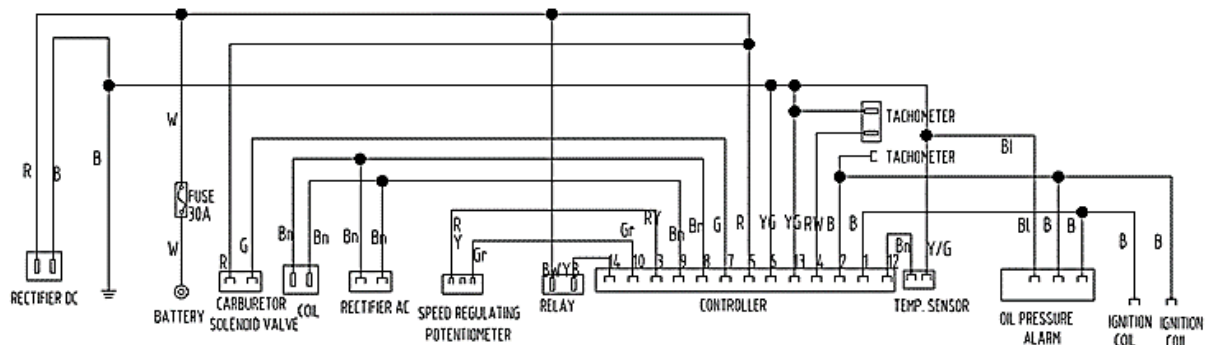 TACHOMETER
W
TACHOMETER
Bl
R
B
B
FUSE
30A
R
Y
RY
Gr
Bn
Bn
G
R
YG
YG
RW
B
B
G
Bn
Bn
Bn
Bn
Gr
Bl
B
B
B
B
W
R
Bn
Y/G
14
10
3
9
8
7
5
6
13
4
2
1
12
RECTIFIER DC
BATTERY
CARBURETOR
SOLENOID VALVE
COIL
RECTIFIER AC
SPEED REGULATING
POTENTIOMETER
RELAY
CONTROLLER
TEMP. SENSOR
OIL PRESSURE
ALARM
IGNITION
COIL
IGNITION
COIL